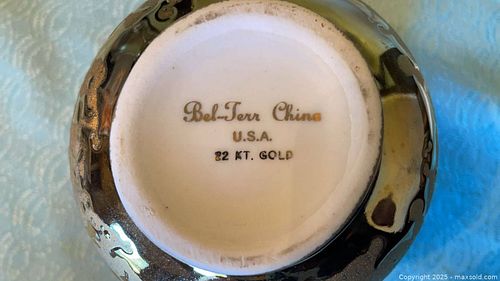 Bel-Terr China
U.S.A.
22 KT. GOLD
Copyright 2025 - maxsold.com